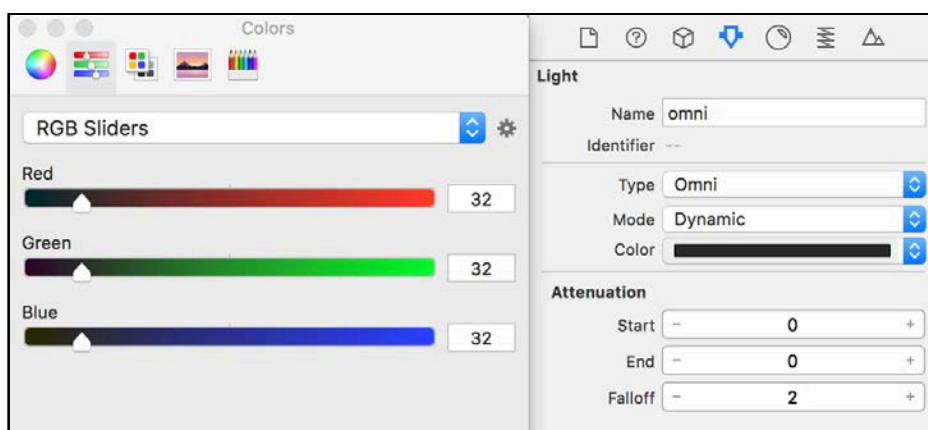 Colors
RGB Sliders
Red
32
Green
32
Blue
32
Light
Name omni
Identifier --
Type Omni
Mode Dynamic
Color
Attenuation
Start - 0 +
End - 0 +
Falloff - 2 +